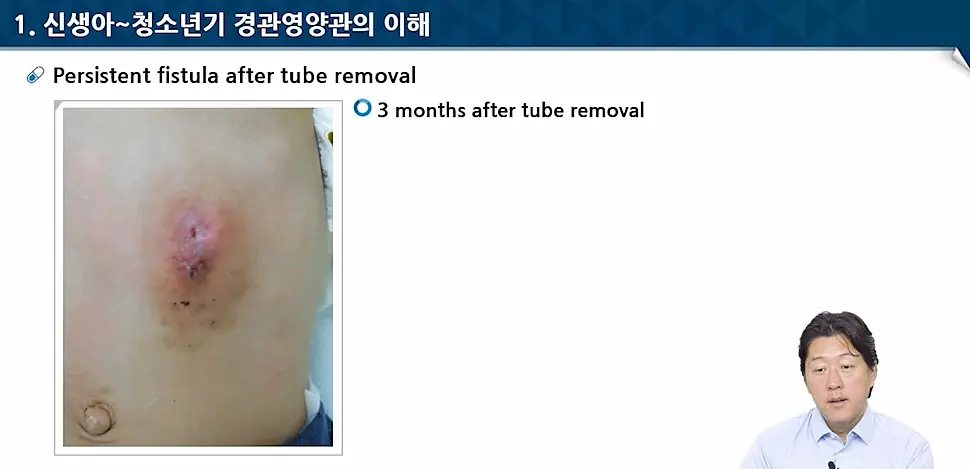 1. 신생아~청소년기 경관영양관의 이해
Persistent fistula after tube removal
3 months after tube removal